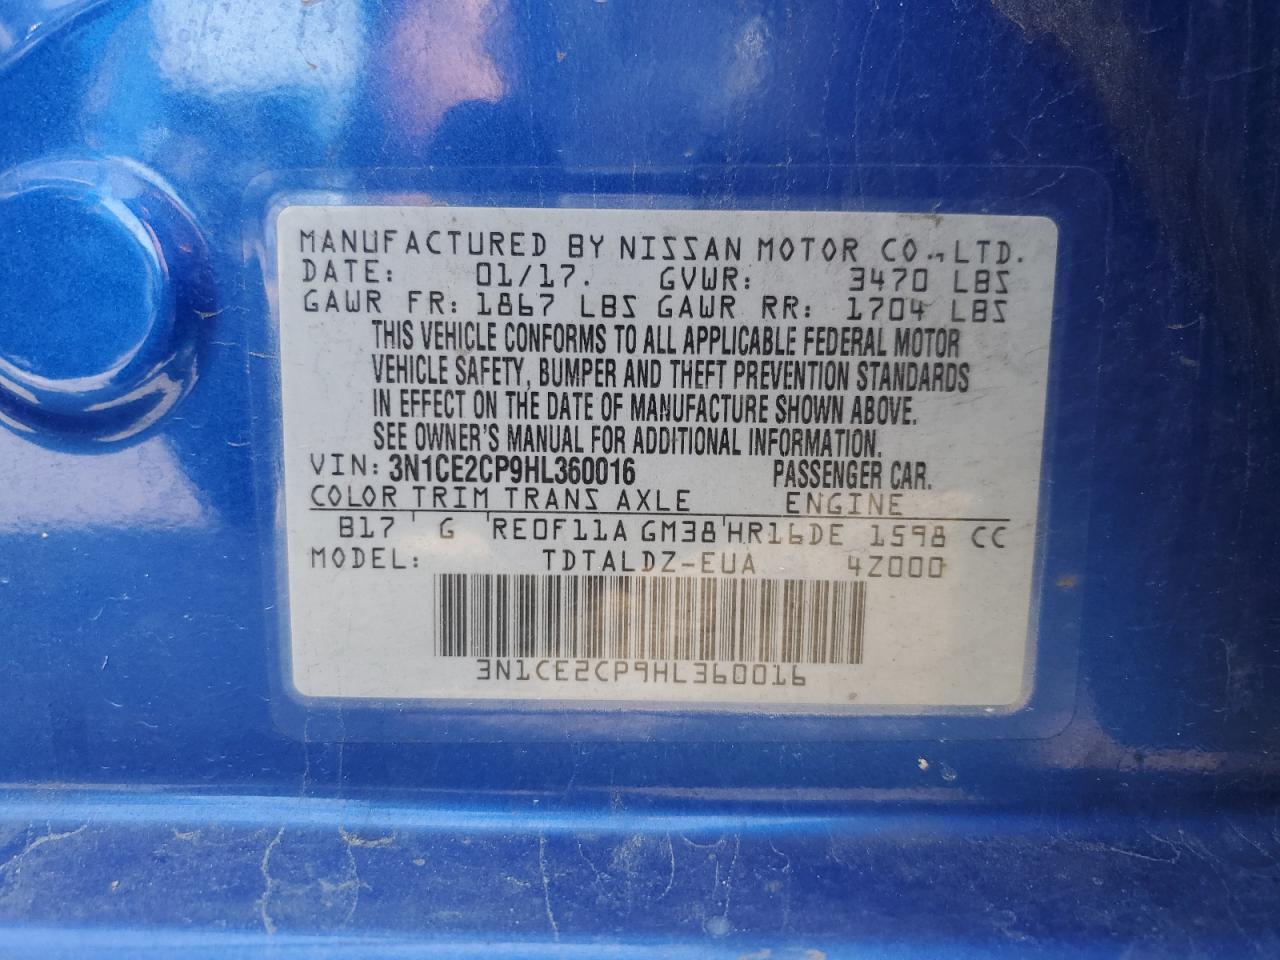 MANUFACTURED BY NISSAN MOTOR CO., LTD.
DATE: 01/17. GVWR: 3470 LBS
GAWR FR: 1867 LBS GAWR RR: 1704 LBS
THIS VEHICLE CONFORMS TO ALL APPLICABLE FEDERAL MOTOR
VEHICLE SAFETY, BUMPER AND THEFT PREVENTION STANDARDS
IN EFFECT ON THE DATE OF MANUFACTURE SHOWN ABOVE.
SEE OWNER'S MANUAL FOR ADDITIONAL INFORMATION.
VIN: 3N1CE2CP9HL360016 PASSENGER CAR.
COLOR TRIM TRANS AXLE ENGINE
B17 ' G ' RE0F11A GM38 ' HR16DE 1598 CC
MODEL: TDTALDZ-EUA 4Z000
3N1CE2CP9HL360016